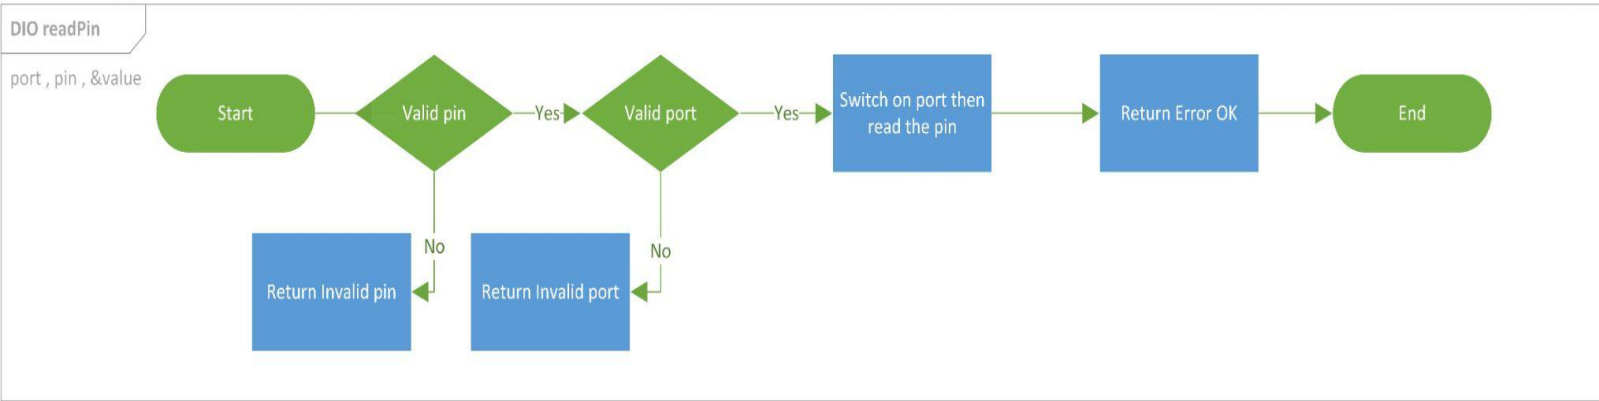 DIO readPin
port , pin , &value
Start
Valid pin
Yes
Valid port
Yes
Switch on port then
read the pin
Return Error OK
End
No
Return Invalid pin
No
Return Invalid port